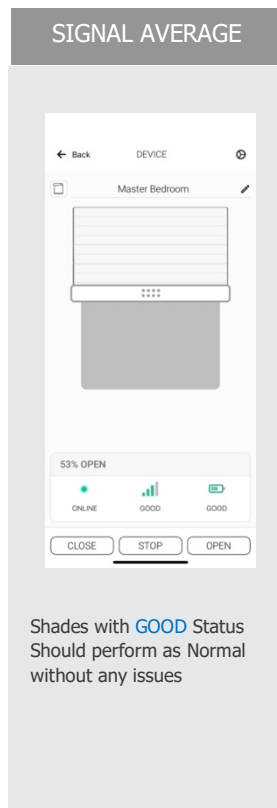 SIGNAL AVERAGE
Back DEVICE
Master Bedroom
53% OPEN
ONLINE GOOD GOOD
CLOSE STOP OPEN
Shades with GOOD Status
Should perform as Normal
without any issues